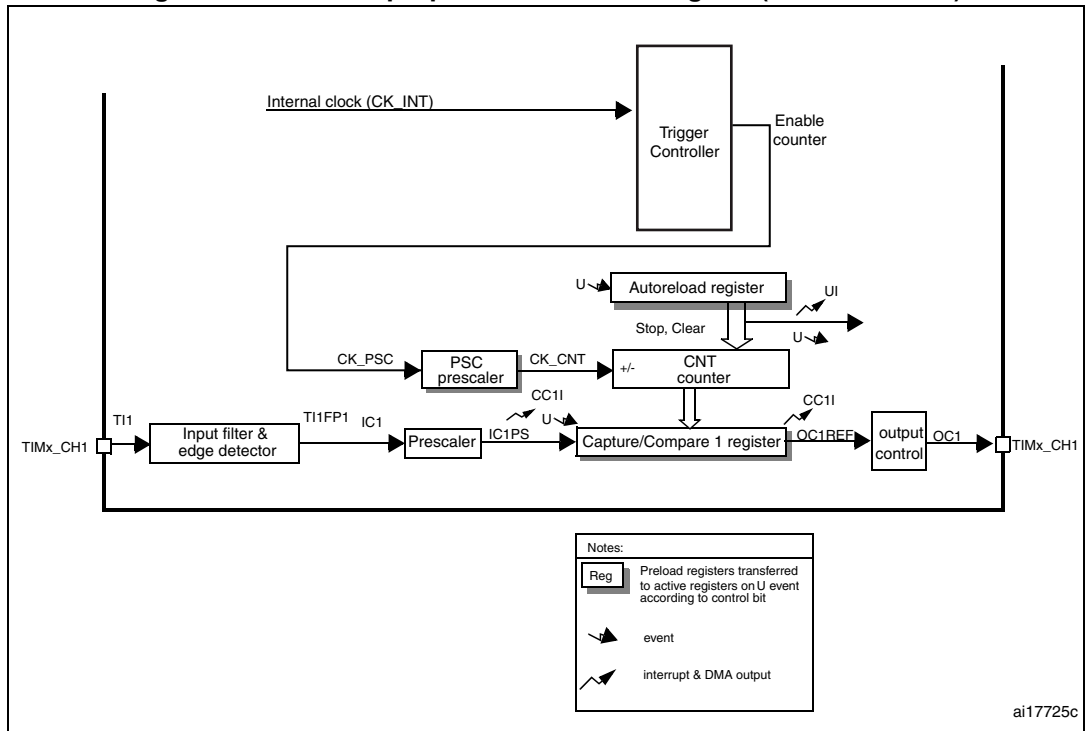 Internal clock (CK_INT)
Trigger
Controller
Enable
counter
U
Autoreload register
UI
Stop, Clear
U
CK_PSC
PSC
prescaler
CK_CNT
+/-
CNT
counter
CC1I
U
CC1I
TI1
TI1FP1
IC1
IC1PS
TIMx_CH1
Input filter &
edge detector
Prescaler
Capture/Compare 1 register
OC1REF
output
control
OC1
TIMx_CH1
Notes:
Reg
Preload registers transferred
to active registers on U event
according to control bit
event
interrupt & DMA output
ai17725c